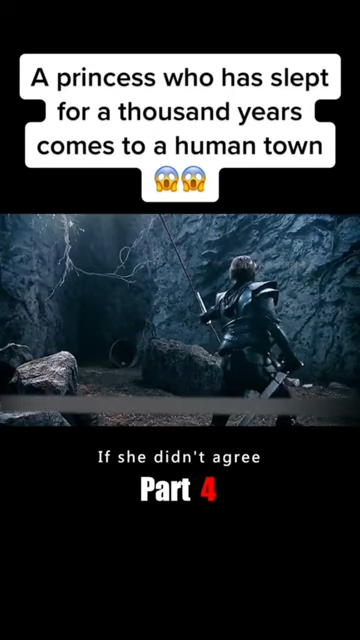 A princess who has slept
for a thousand years
comes to a human town
😱😱
If she didn't agree
Part 4